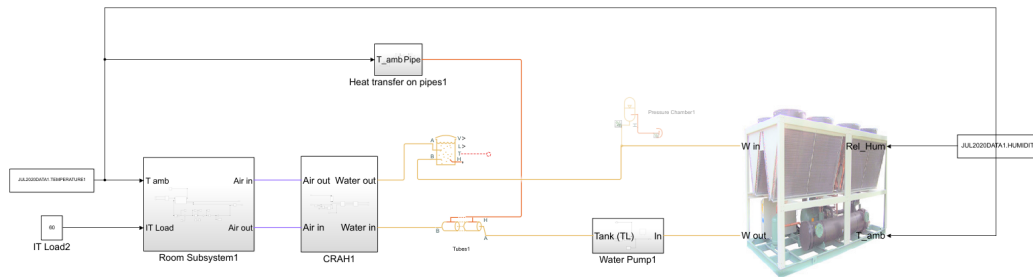 T_amb
Pipe
Heat transfer on pipes1
Pressure Chamber1
A
B
V
L
T
H
G
W in
Rel_Hum
JUL2020DATA1.HUMIDIT
JUL2020DATA1.TEMPERATURE1
T amb
Air in
Air out
Water out
60
IT Load2
IT Load
Air out
Air in
Water in
Room Subsystem1
CRAH1
B
H
A
Tubes1
Tank (TL)
In
Water Pump1
W out
T_amb